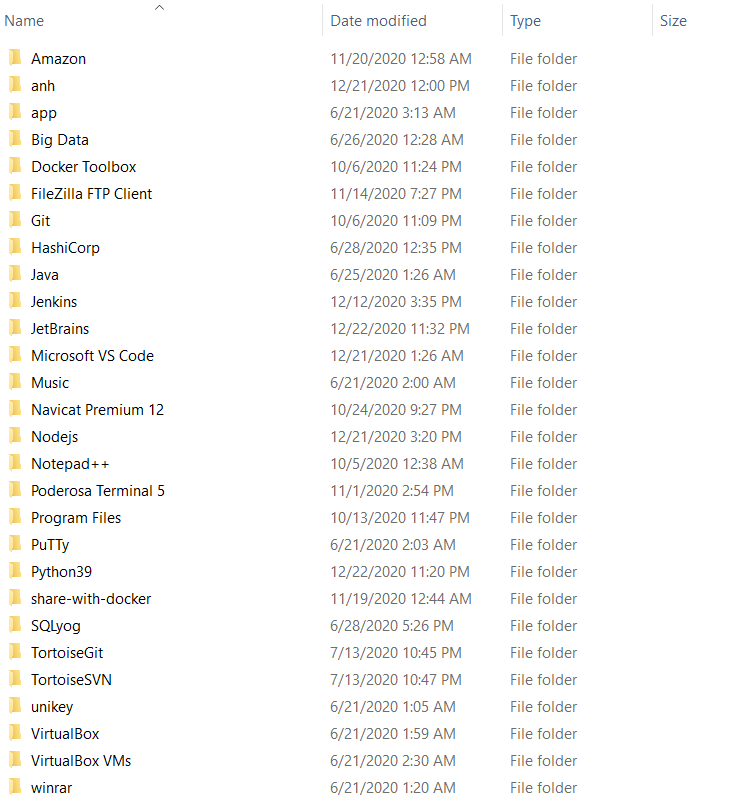 Name Date modified Type Size
Amazon 11/20/2020 12:58 AM File folder
anh 12/21/2020 12:00 PM File folder
app 6/21/2020 3:13 AM File folder
Big Data 6/26/2020 12:28 AM File folder
Docker Toolbox 10/6/2020 11:24 PM File folder
FileZilla FTP Client 11/14/2020 7:27 PM File folder
Git 10/6/2020 11:09 PM File folder
HashiCorp 6/28/2020 12:35 PM File folder
Java 6/25/2020 1:26 AM File folder
Jenkins 12/12/2020 3:35 PM File folder
JetBrains 12/22/2020 11:32 PM File folder
Microsoft VS Code 12/21/2020 1:26 AM File folder
Music 6/21/2020 2:00 AM File folder
Navicat Premium 12 10/24/2020 9:27 PM File folder
Nodejs 12/21/2020 3:20 PM File folder
Notepad++ 10/5/2020 12:38 AM File folder
Poderosa Terminal 5 11/1/2020 2:54 PM File folder
Program Files 10/13/2020 11:47 PM File folder
PuTTy 6/21/2020 2:03 AM File folder
Python39 12/22/2020 11:20 PM File folder
share-with-docker 11/19/2020 12:44 AM File folder
SQLyog 6/28/2020 5:26 PM File folder
TortoiseGit 7/13/2020 10:45 PM File folder
TortoiseSVN 7/13/2020 10:47 PM File folder
unikey 6/21/2020 1:05 AM File folder
VirtualBox 6/21/2020 1:59 AM File folder
VirtualBox VMs 6/21/2020 2:30 AM File folder
winrar 6/21/2020 1:20 AM File folder